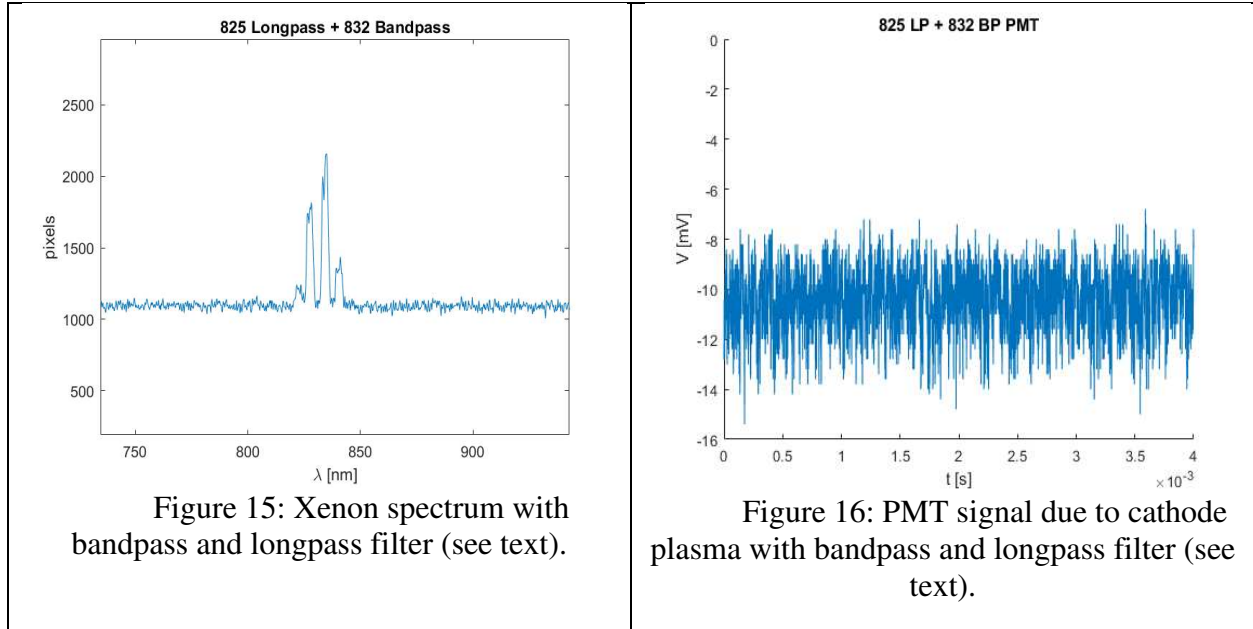 825 Longpass + 832 Bandpass
2500
2000
1500
1000
500
pixels
750
800
850
900
λ [nm]
Figure 15: Xenon spectrum with
bandpass and longpass filter (see text).
825 LP + 832 BP PMT
0
-2
-4
-6
-8
-10
-12
-14
-16
V [mV]
0
0.5
1
1.5
2
2.5
3
3.5
4
t [s]
×10-3
Figure 16: PMT signal due to cathode
plasma with bandpass and longpass filter (see
text).